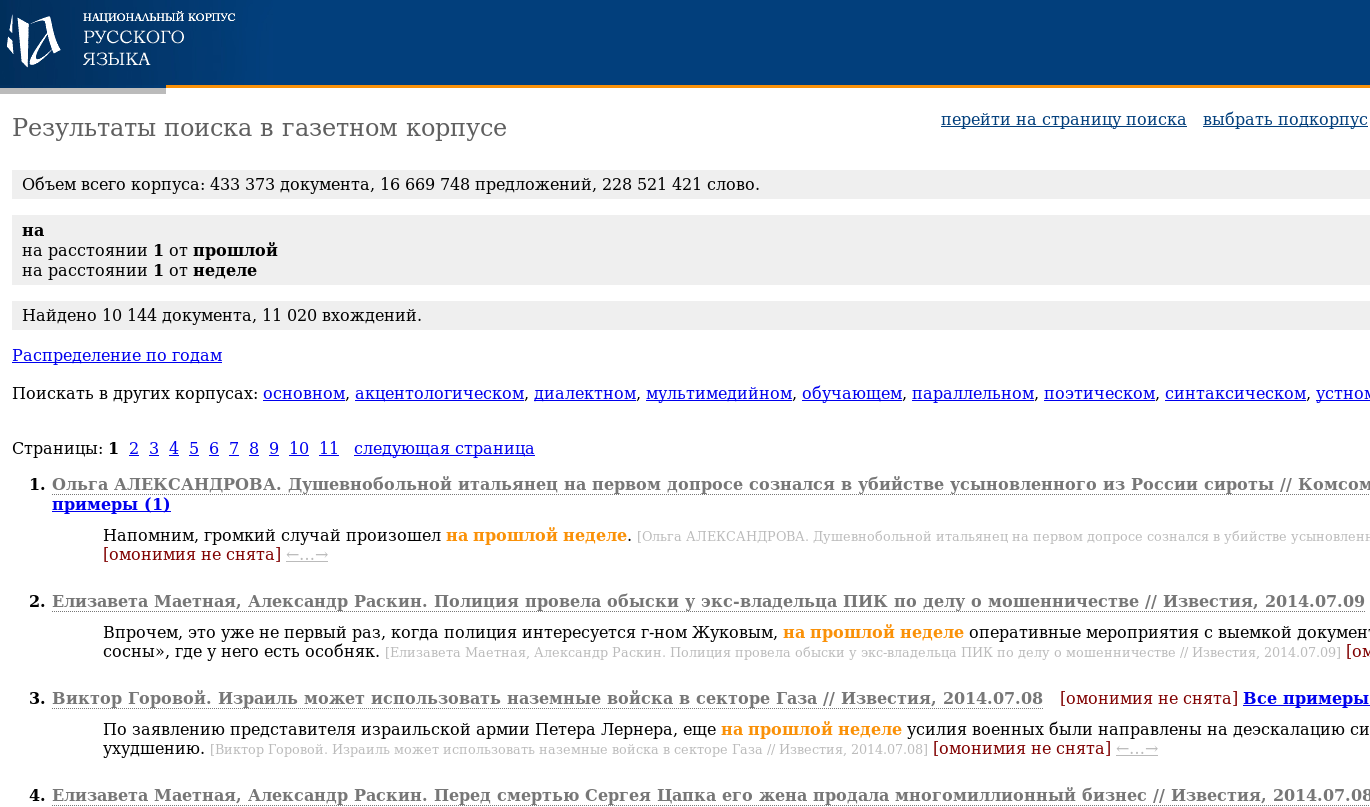 НАЦИОНАЛЬНЫЙ КОРПУС
РУССКОГО
ЯЗЫКА
Результаты поиска в газетном корпусе
перейти на страницу поиска выбрать подкорпус
Объем всего корпуса: 433 373 документа, 16 669 748 предложений, 228 521 421 слово.
на
на расстоянии 1 от прошлой
на расстоянии 1 от неделе
Найдено 10 144 документа, 11 020 вхождений.
Распределение по годам
Поискать в других корпусах: основном, акцентологическом, диалектном, мультимедийном, обучающем, параллельном, поэтическом, синтаксическом, устном
Страницы: 1 2 3 4 5 6 7 8 9 10 11 следующая страница
1. Ольга АЛЕКСАНДРОВА. Душевнобольной итальянец на первом допросе сознался в убийстве усыновленного из России сироты // Комсом
примеры (1)
Напомним, громкий случай произошел на прошлой неделе. [Ольга АЛЕКСАНДРОВА. Душевнобольной итальянец на первом допросе сознался в убийстве усыновлен
[омонимия не снята] ←…→
2. Елизавета Маетная, Александр Раскин. Полиция провела обыски у экс-владельца ПИК по делу о мошенничестве // Известия, 2014.07.09
Впрочем, это уже не первый раз, когда полиция интересуется г-ном Жуковым, на прошлой неделе оперативные мероприятия с выемкой докумен
сосны», где у него есть особняк. [Елизавета Маетная, Александр Раскин. Полиция провела обыски у экс-владельца ПИК по делу о мошенничестве // Известия, 2014.07.09] [ом
3. Виктор Горовой. Израиль может использовать наземные войска в секторе Газа // Известия, 2014.07.08 [омонимия не снята] Все примеры
По заявлению представителя израильской армии Петера Лернера, еще на прошлой неделе усилия военных были направлены на деэскалацию си
ухудшению. [Виктор Горовой. Израиль может использовать наземные войска в секторе Газа // Известия, 2014.07.08] [омонимия не снята] ←…→
4. Елизавета Маетная, Александр Раскин. Перед смертью Сергея Цапка его жена продала многомиллионный бизнес // Известия, 2014.07.08